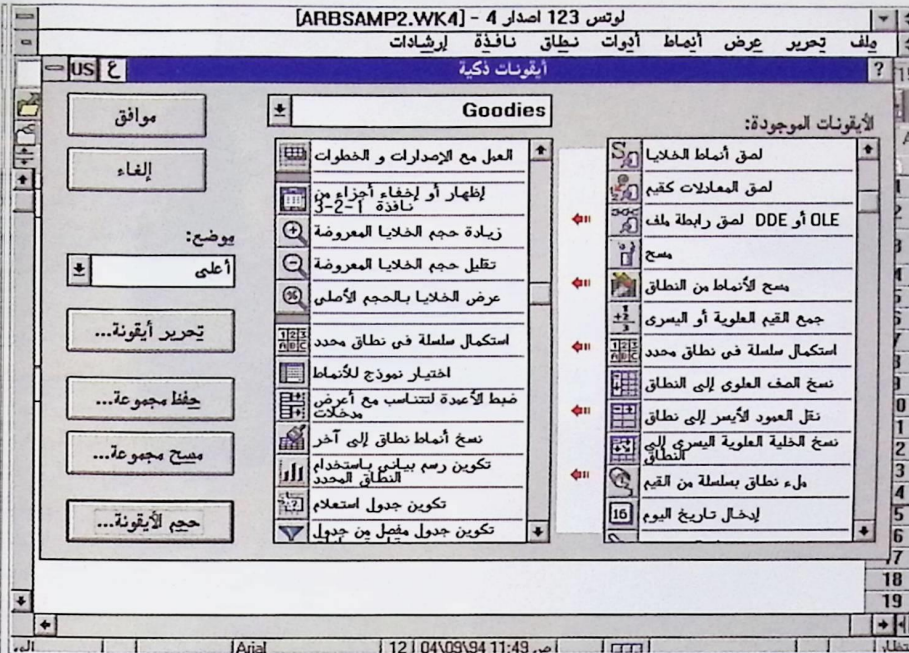 لوتس 123 اصدار 4 - [ARBSAMP2.WK4]
ملف تحرير عرض أنماط أدوات نطاق نافذة إرشادات
أيقونات ذكية
ع US
?
الأيقونات الموجودة:
لصق أنماط الخلايا
لصق المعادلات كقيم
OLE أو DDE لصق رابطة ملف
مسح
مسح الأنماط من النطاق
جمع القيم العلوية أو اليسرى
استكمال سلسلة فى نطاق محدد
نسخ الصف العلوى إلى النطاق
نقل العمود الأيسر إلى نطاق
نسخ الخلية العلوية اليسرى إلى
النطاق
ملء نطاق بسلسلة من القيم
إدخال تاريخ اليوم
Goodies
العمل مع الإصدارات و الخطوات
إظهار أو إخفاء أجزاء من
نافذة 1-2-3
زيادة حجم الخلايا المعروضة
تقليل حجم الخلايا المعروضة
عرض الخلايا بالحجم الأصلى
استكمال سلسلة فى نطاق محدد
اختيار نموذج للأنماط
ضبط الأعمدة لتتناسب مع أعرض
مدخلات
نسخ أنماط نطاق إلى آخر
تكوين رسم بيانى باستخدام
النطاق المحدد
تكوين جدول استعلام
تكوين جدول مفصل من جدول
موافق
إلغاء
موضع:
أعلى
تحرير أيقونة...
حفظ مجموعة...
مسح مجموعة...
حجم الأيقونة...
17
18
19
Arial
12
04\09\94 11:49 ص